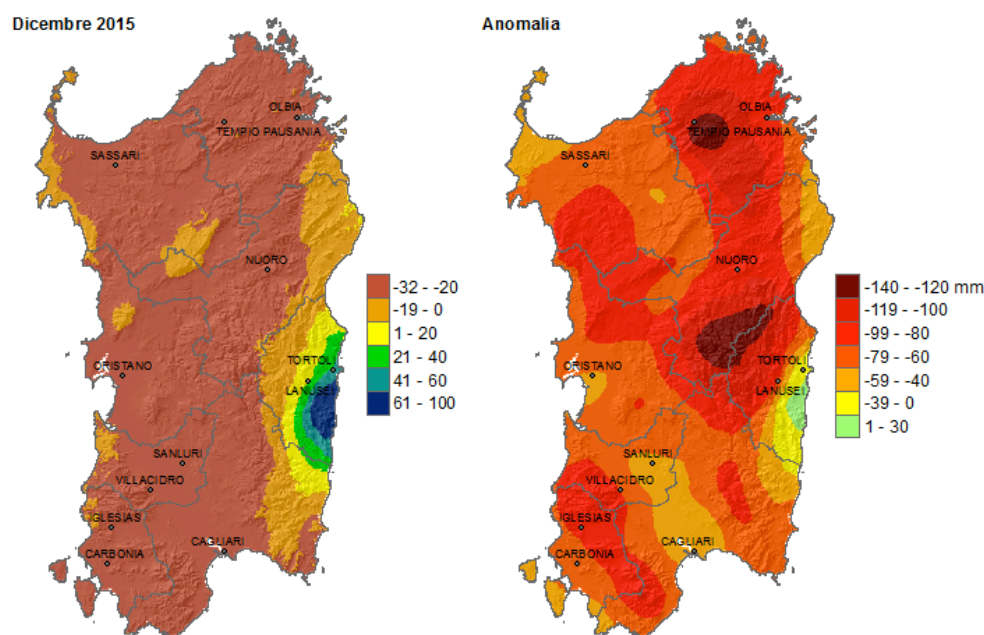 Dicembre 2015
OLBIA
TEMPIO PAUSANIA
SASSARI
NUORO
ORISTANO
TORTOLI
LANUSEI
SANLURI
VILLACIDRO
IGLESIAS
CAGLIARI
CARBONIA
-32 - -20
-19 - 0
1 - 20
21 - 40
41 - 60
61 - 100
Anomalia
OLBIA
TEMPIO PAUSANIA
SASSARI
NUORO
ORISTANO
TORTOLI
LANUSEI
SANLURI
VILLACIDRO
IGLESIAS
CAGLIARI
CARBONIA
-140 - -120 mm
-119 - -100
-99 - -80
-79 - -60
-59 - -40
-39 - 0
1 - 30